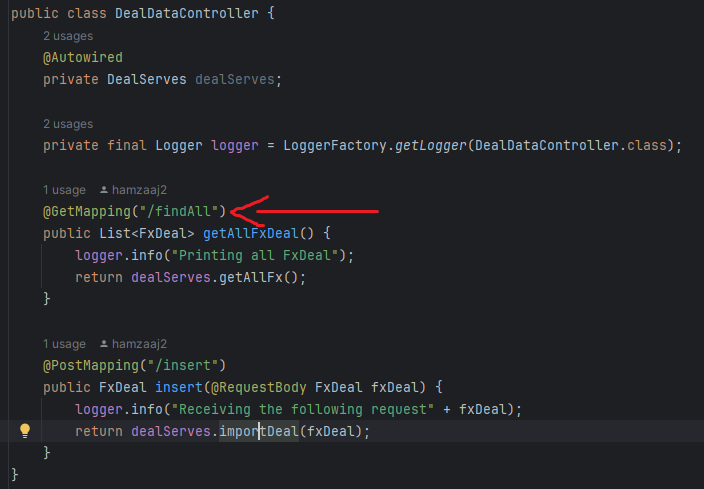 public class DealDataController {
2 usages
@Autowired
private DealServes dealServes;
2 usages
private final Logger logger = LoggerFactory.getLogger(DealDataController.class);
1 usage hamzaaj2
@GetMapping("/findAll")
public List<FxDeal> getAllFxDeal() {
logger.info("Printing all FxDeal");
return dealServes.getAllFx();
}
1 usage hamzaaj2
@PostMapping("/insert")
public FxDeal insert(@RequestBody FxDeal fxDeal) {
logger.info("Receiving the following request" + fxDeal);
return dealServes.importDeal(fxDeal);
}
}